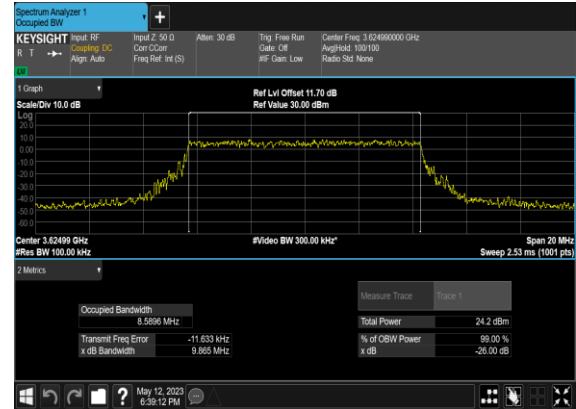 Spectrum Analyzer 1
Occupied BW
KEYSIGHT Input: RF Input Z: 50 Ω Atten: 30 dB Trig: Free Run Center Freq: 3.624990000 GHz
R T Coupling: DC Corr CCorr Gate: Off Avg|Hold: 100/100
Align: Auto Freq Ref: Int (S) #IF Gain: Low Radio Std: None
LU
1 Graph
Ref Lvl Offset 11.70 dB
Scale/Div 10.0 dB Ref Value 30.00 dBm
Log
20.0
10.0
0.00
-10.0
-20.0
-30.0
-40.0
-50.0
-60.0
Center 3.62499 GHz #Video BW 300.00 kHz* Span 20 MHz
#Res BW 100.00 kHz Sweep 2.53 ms (1001 pts)
2 Metrics
Measure Trace Trace 1
Occupied Bandwidth
8.5896 MHz Total Power 24.2 dBm
Transmit Freq Error -11.633 kHz % of OBW Power 99.00 %
x dB Bandwidth 9.865 MHz x dB -26.00 dB
? May 12, 2023
6:39:12 PM